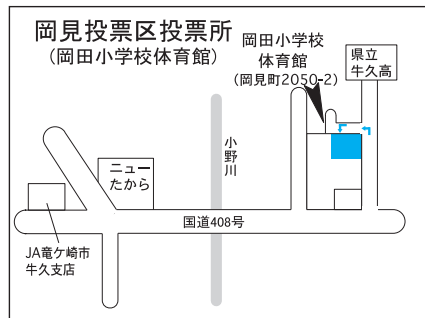 岡見投票区投票所
(岡田小学校体育館)
岡田小学校
体育館
(岡見町2050-2)
県立
牛久高
小野川
ニュー
たから
国道408号
JA竜ケ崎市
牛久支店